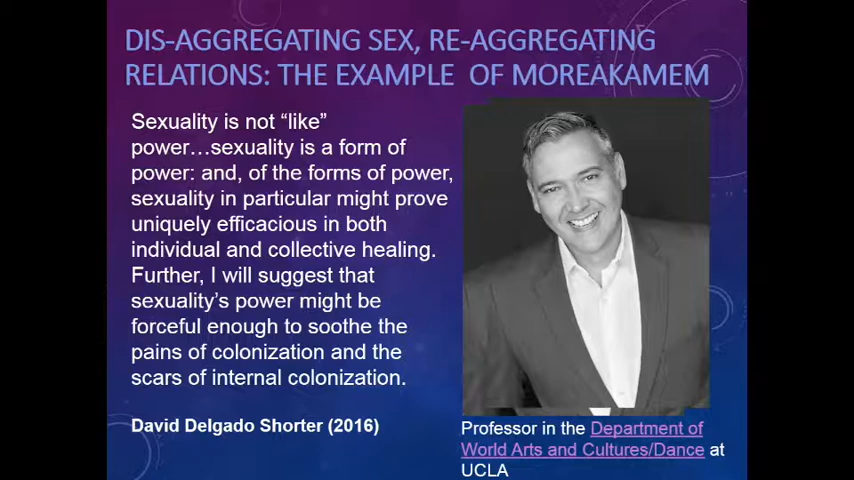 DIS-AGGREGATING SEX, RE-AGGREGATING
RELATIONS: THE EXAMPLE OF MOREAKAMEM
Sexuality is not “like”
power…sexuality is a form of
power: and, of the forms of power,
sexuality in particular might prove
uniquely efficacious in both
individual and collective healing.
Further, I will suggest that
sexuality’s power might be
forceful enough to soothe the
pains of colonization and the
scars of internal colonization.
David Delgado Shorter (2016)
Professor in the Department of
World Arts and Cultures/Dance at
UCLA